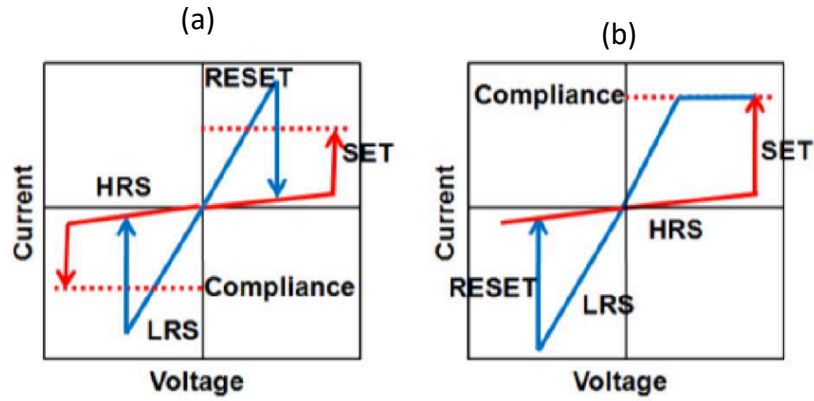 (a)
RESET
SET
HRS
Current
Compliance
LRS
Voltage
(b)
Compliance
SET
Current
HRS
RESET
LRS
Voltage